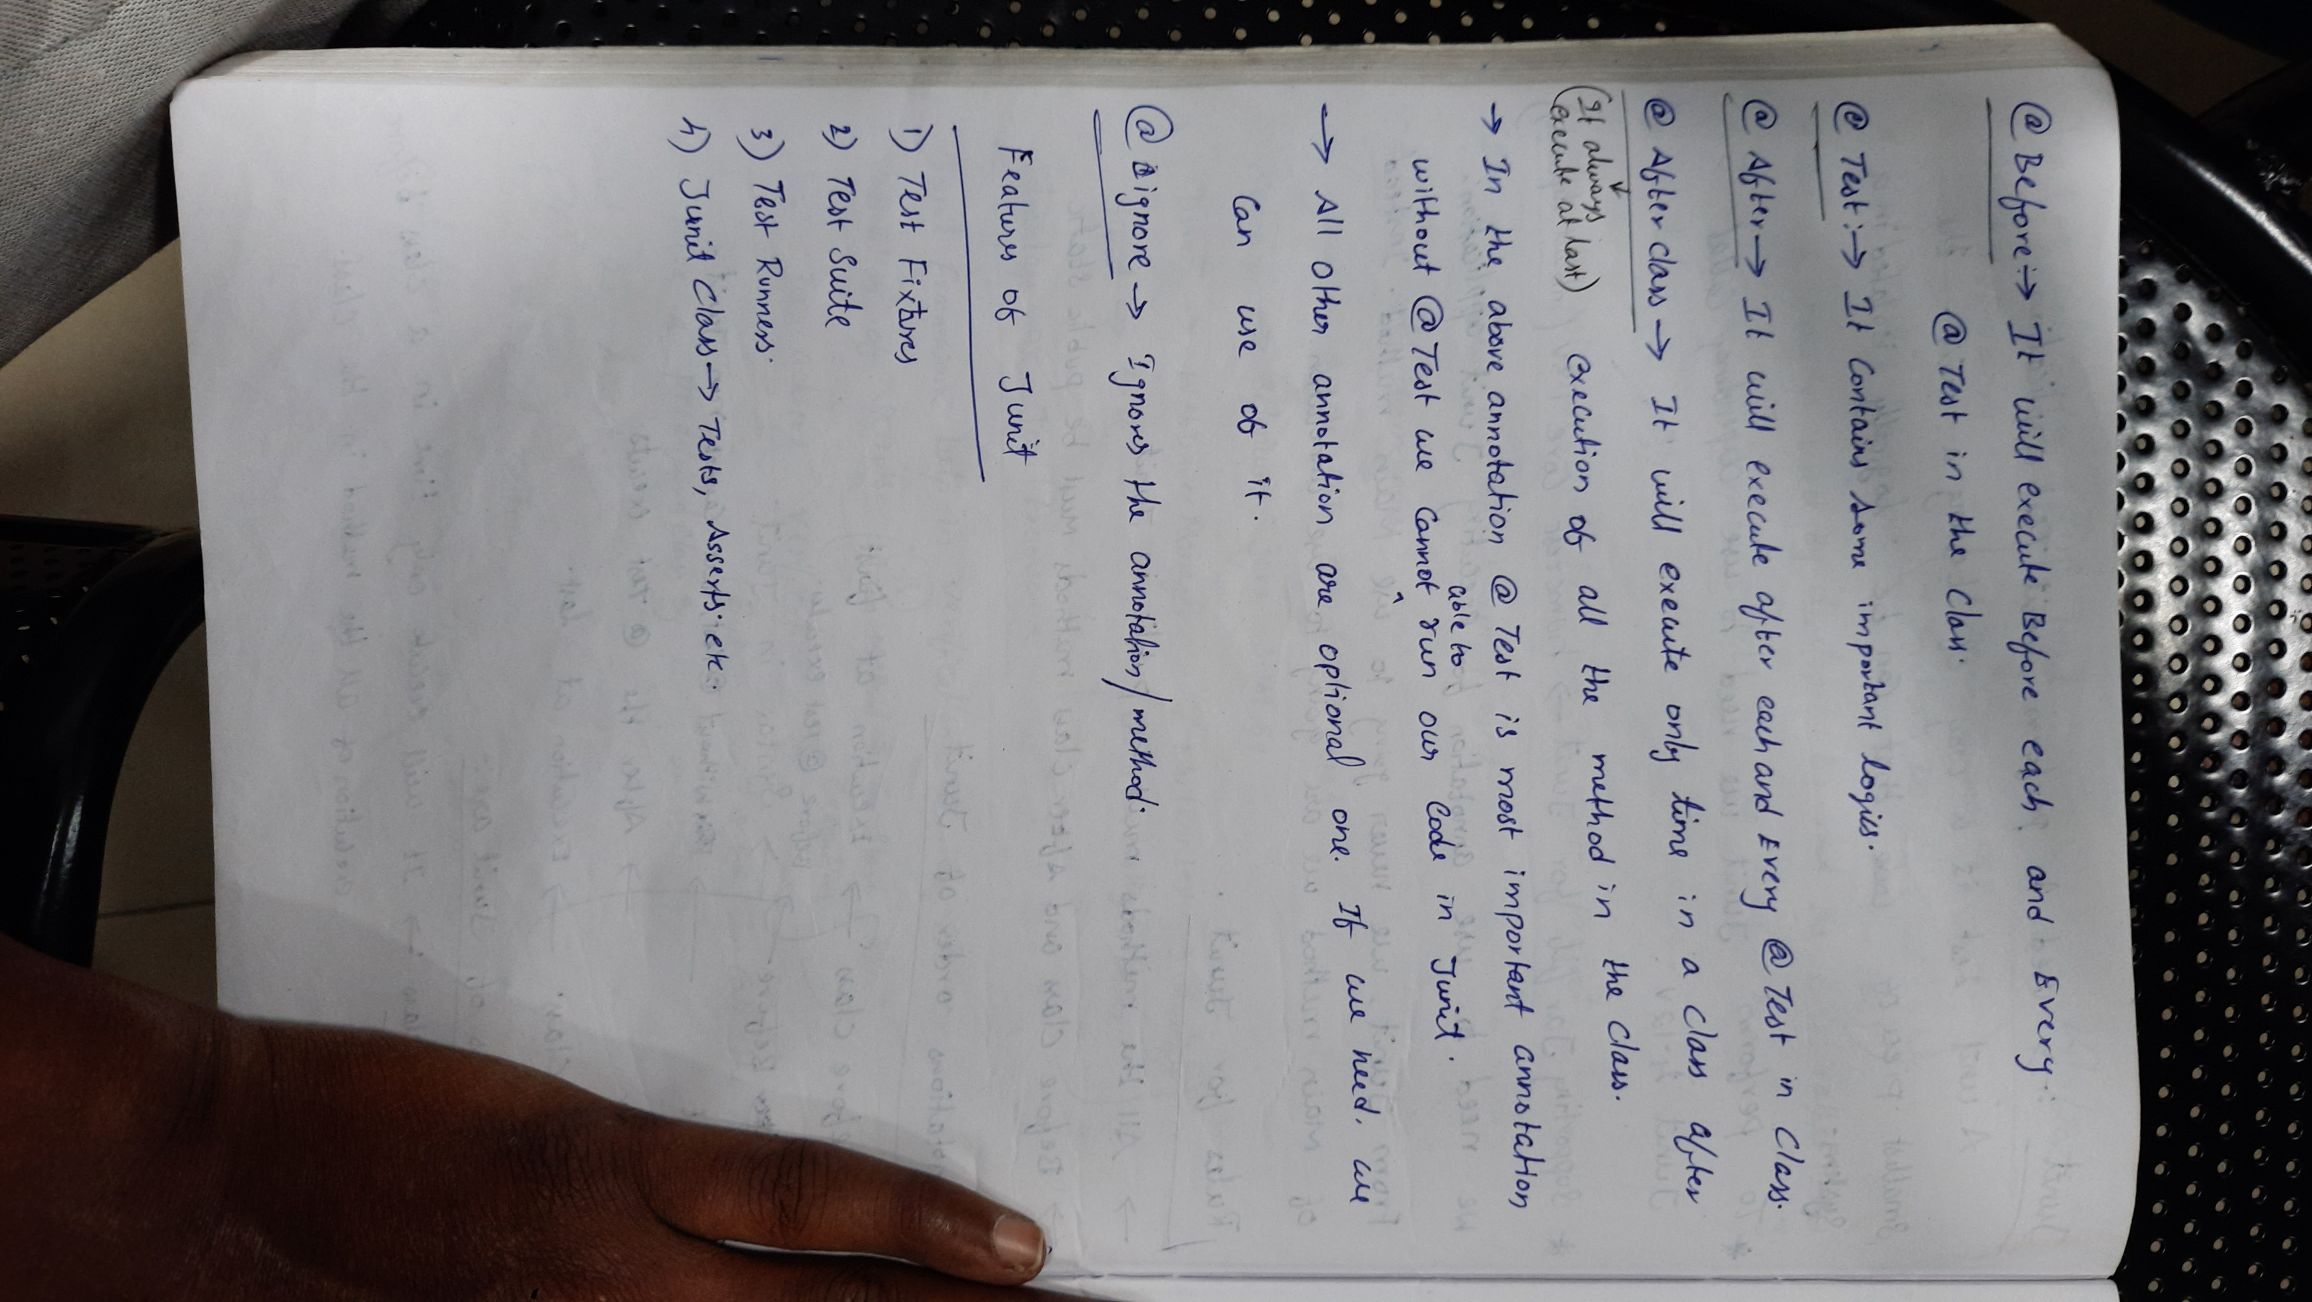 @ Before:→ It will execute Before each and Every
@Test in the class.
@ Test:→ It Contains some important logics.
@ After→ It will execute after each and Every @Test in Class.
@ After class → It will execute only time in a class after
(It always execute at last) execution of all the method in the class.
→ In the above annotation @Test is most important annotation
without @Test we cannot able to run our code in Junit.
→ All other annotation are optional one. If we need, we
Can use of it.
@ignore → Ignores the annotation/method.
Features of Junit
1) Test Fixtures
2) Test Suite
3) Test Runners.
4) Junit Class → Tests, Asserts. etc